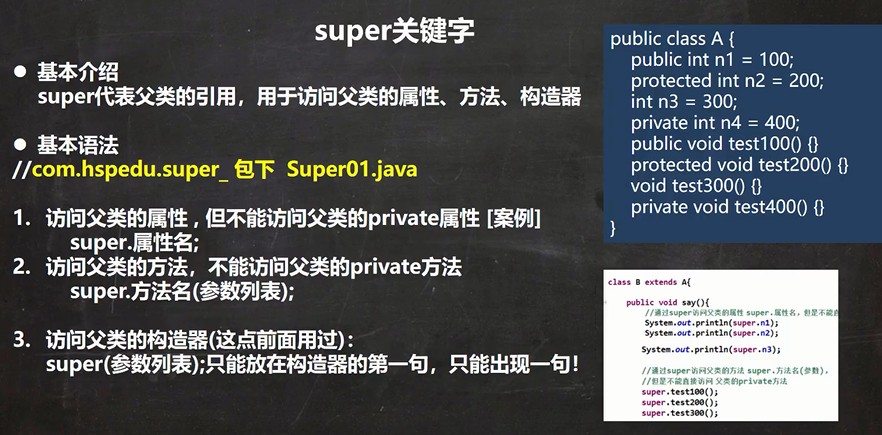 super关键字
● 基本介绍
super代表父类的引用，用于访问父类的属性、方法、构造器
● 基本语法
//com.hspedu.super_ 包下 Super01.java
1. 访问父类的属性 , 但不能访问父类的private属性 [案例]
super.属性名;
2. 访问父类的方法，不能访问父类的private方法
super.方法名(参数列表);
3. 访问父类的构造器(这点前面用过)：
super(参数列表);只能放在构造器的第一句，只能出现一句！
public class A {
public int n1 = 100;
protected int n2 = 200;
int n3 = 300;
private int n4 = 400;
public void test100() {}
protected void test200() {}
void test300() {}
private void test400() {}
}
class B extends A{
public void say(){
//通过super访问父类的属性 super.属性名，但是不能直
System.out.println(super.n1);
System.out.println(super.n2);
System.out.println(super.n3);
//通过super访问父类的方法 super.方法名(参数)，
//但是不能直接访问 父类的private方法
super.test100();
super.test200();
super.test300();